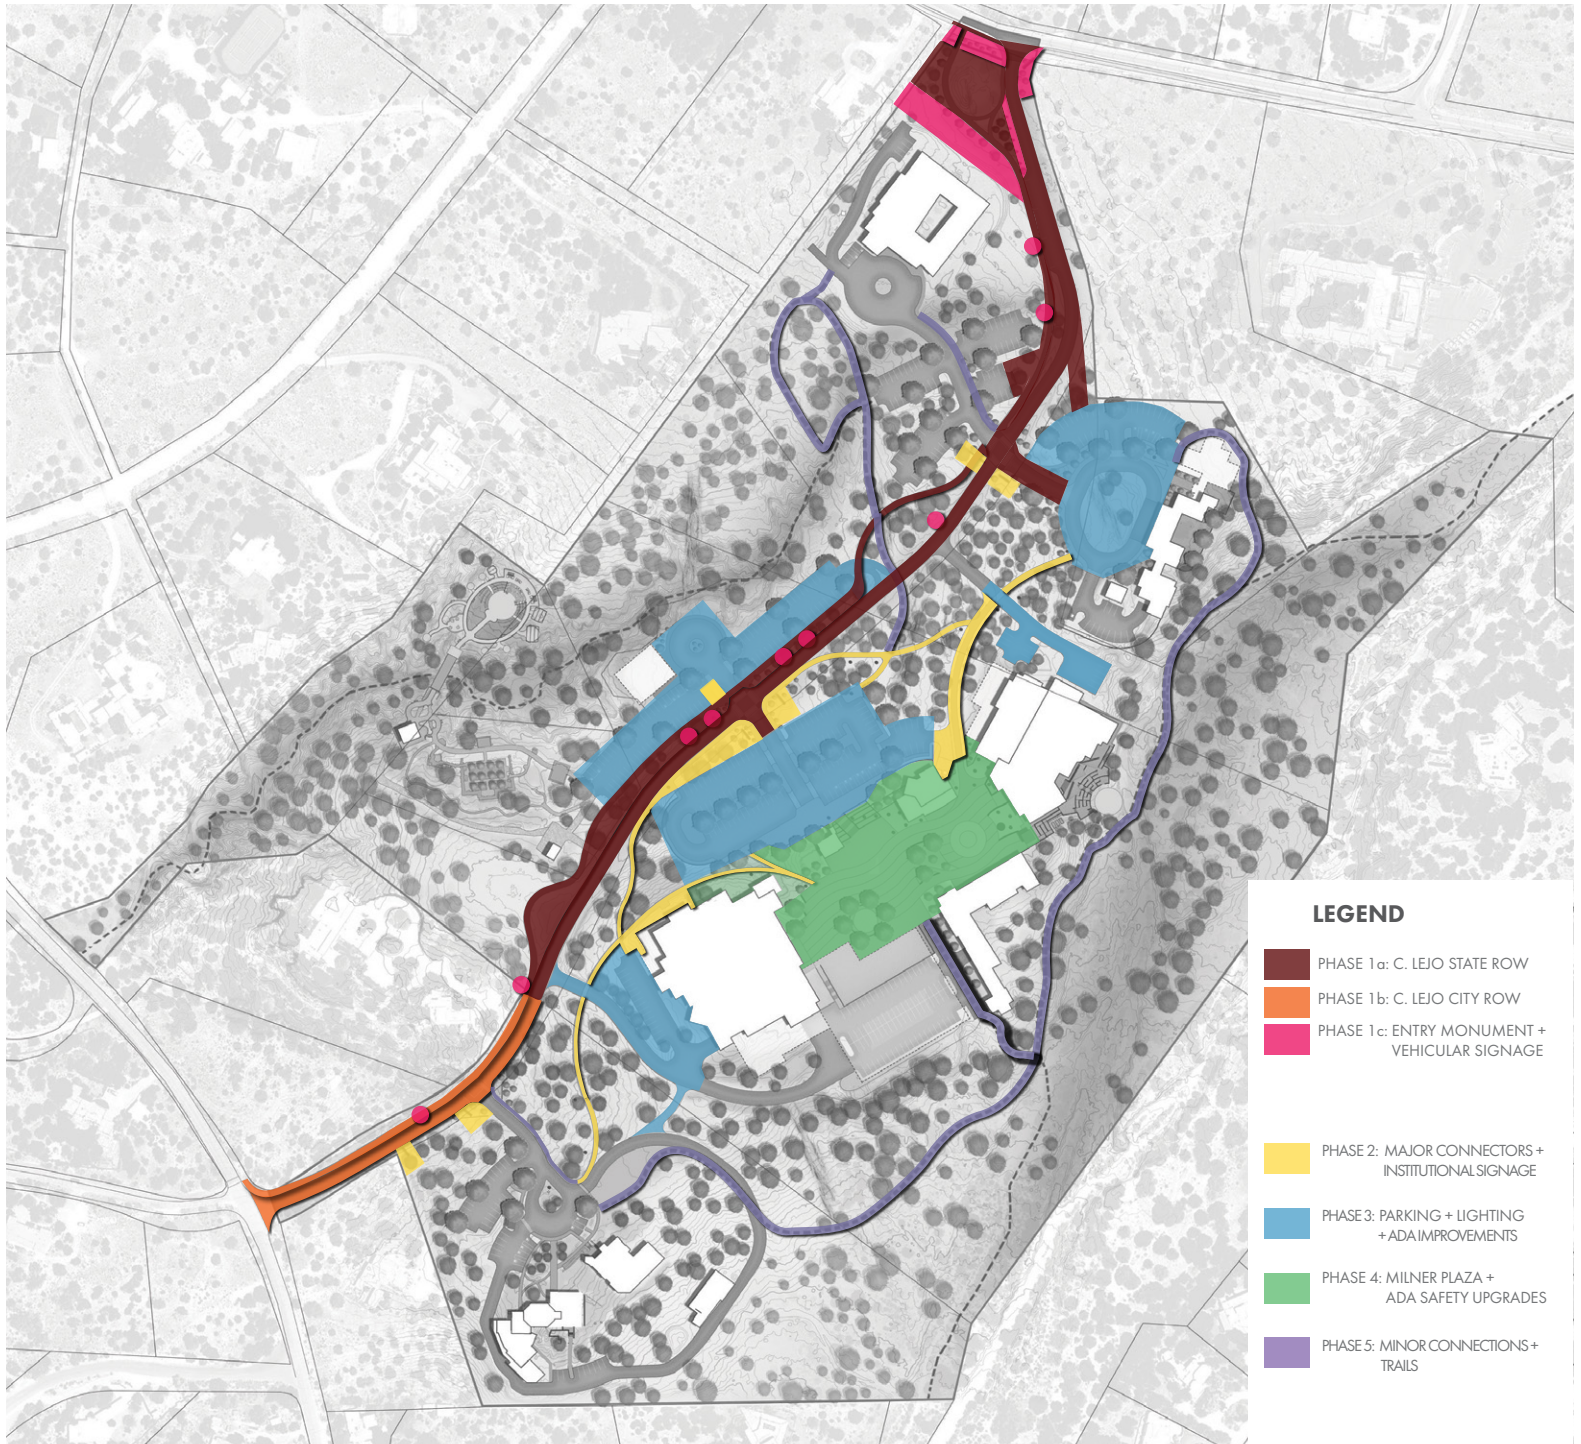 LEGEND
PHASE 1a: C. LEJO STATE ROW
PHASE 1b: C. LEJO CITY ROW
PHASE 1c: ENTRY MONUMENT +
VEHICULAR SIGNAGE
PHASE 2: MAJOR CONNECTORS +
INSTITUTIONAL SIGNAGE
PHASE 3: PARKING + LIGHTING
+ ADA IMPROVEMENTS
PHASE 4: MILNER PLAZA +
ADA SAFETY UPGRADES
PHASE 5: MINOR CONNECTIONS +
TRAILS